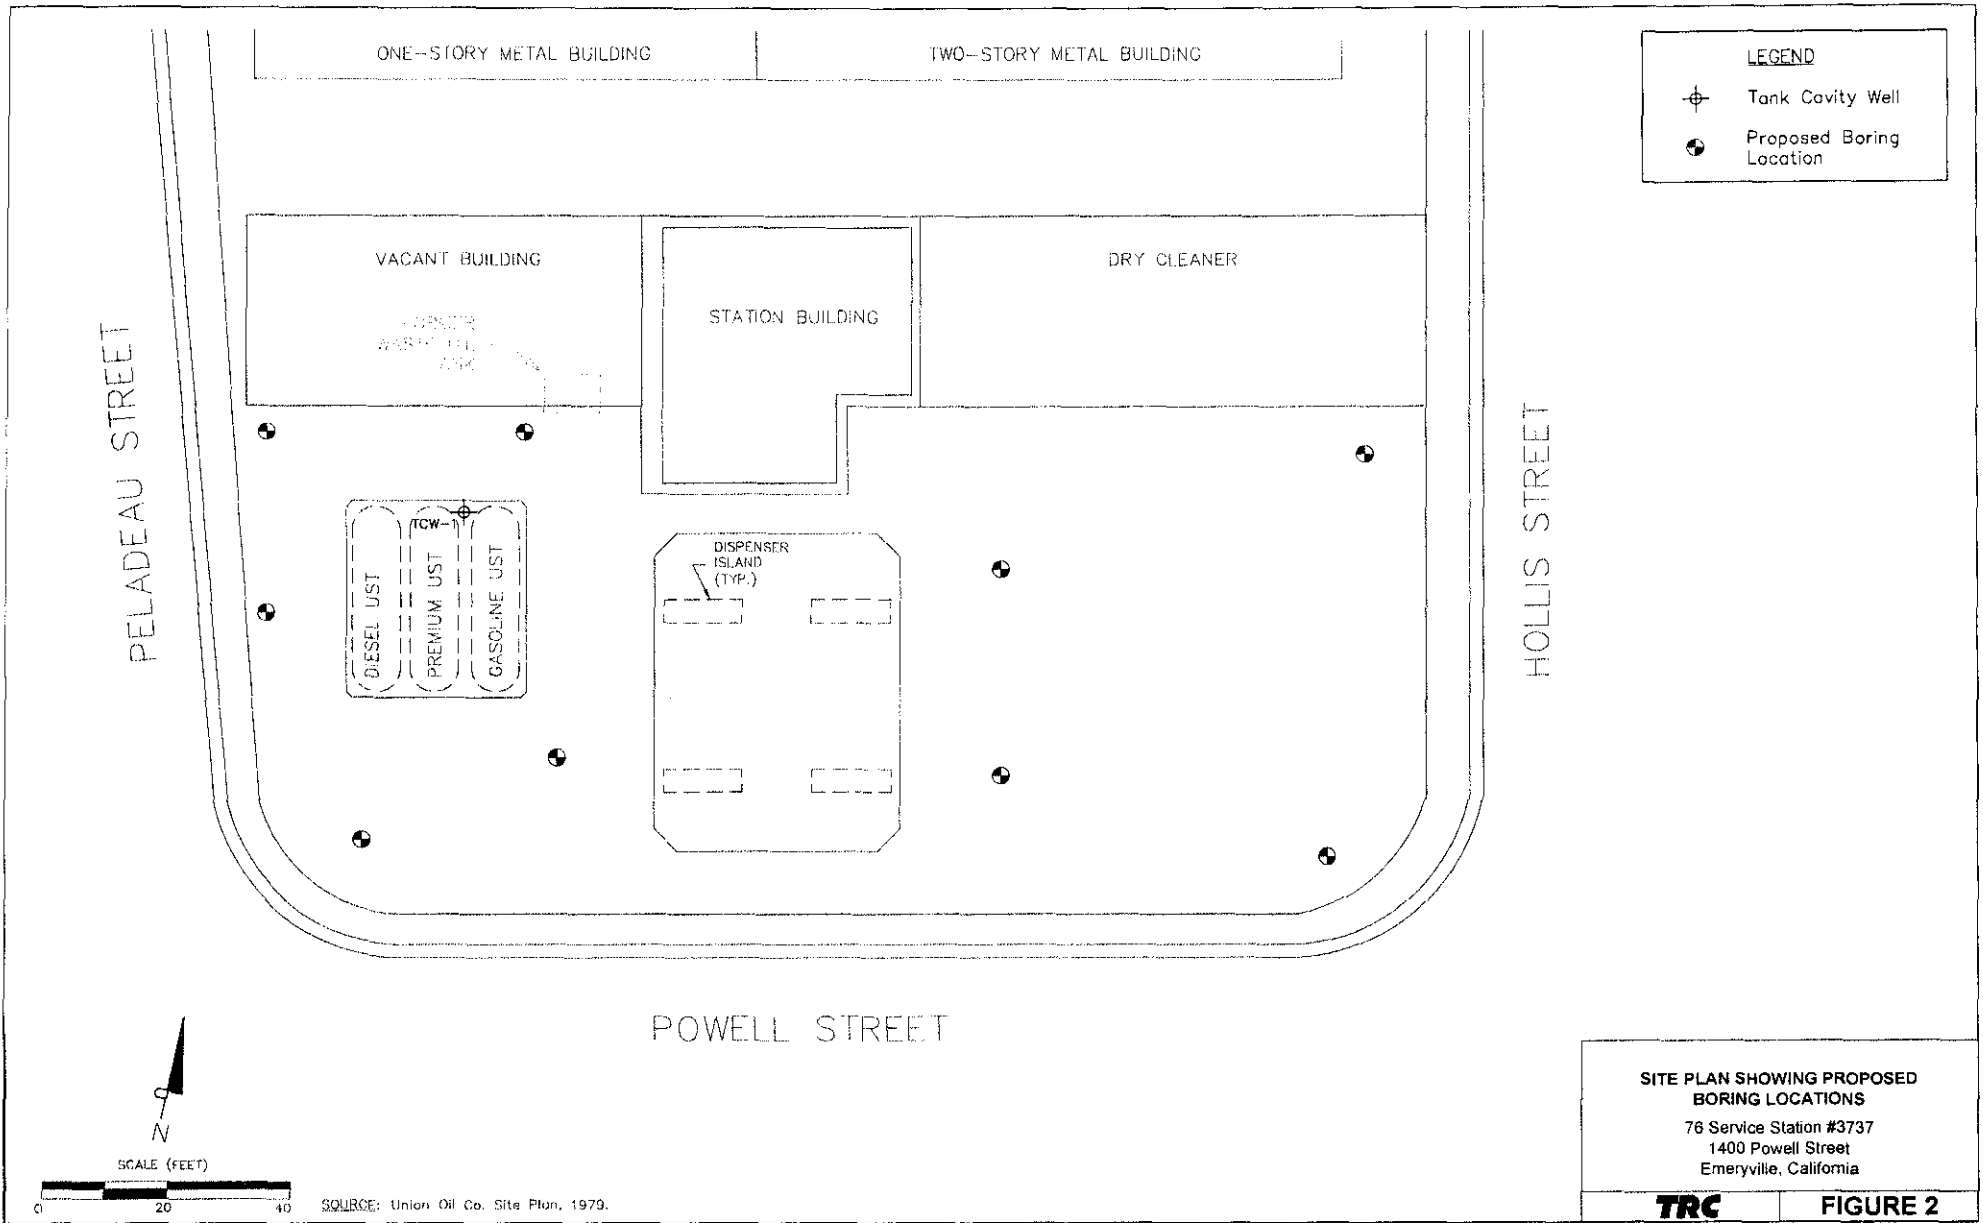 ONE-STORY METAL BUILDING
TWO-STORY METAL BUILDING
LEGEND
Tank Cavity Well
Proposed Boring
Location
VACANT BUILDING
STATION BUILDING
DRY CLEANER
PELADEAU STREET
HOLLIS STREET
TCW-1
DIESEL UST
PREMIUM UST
GASOLINE UST
DISPENSER
ISLAND
(TYP.)
POWELL STREET
N
SCALE (FEET)
0 20 40
SOURCE: Union Oil Co. Site Plan, 1979.
SITE PLAN SHOWING PROPOSED
BORING LOCATIONS
76 Service Station #3737
1400 Powell Street
Emeryville, California
TRC
FIGURE 2